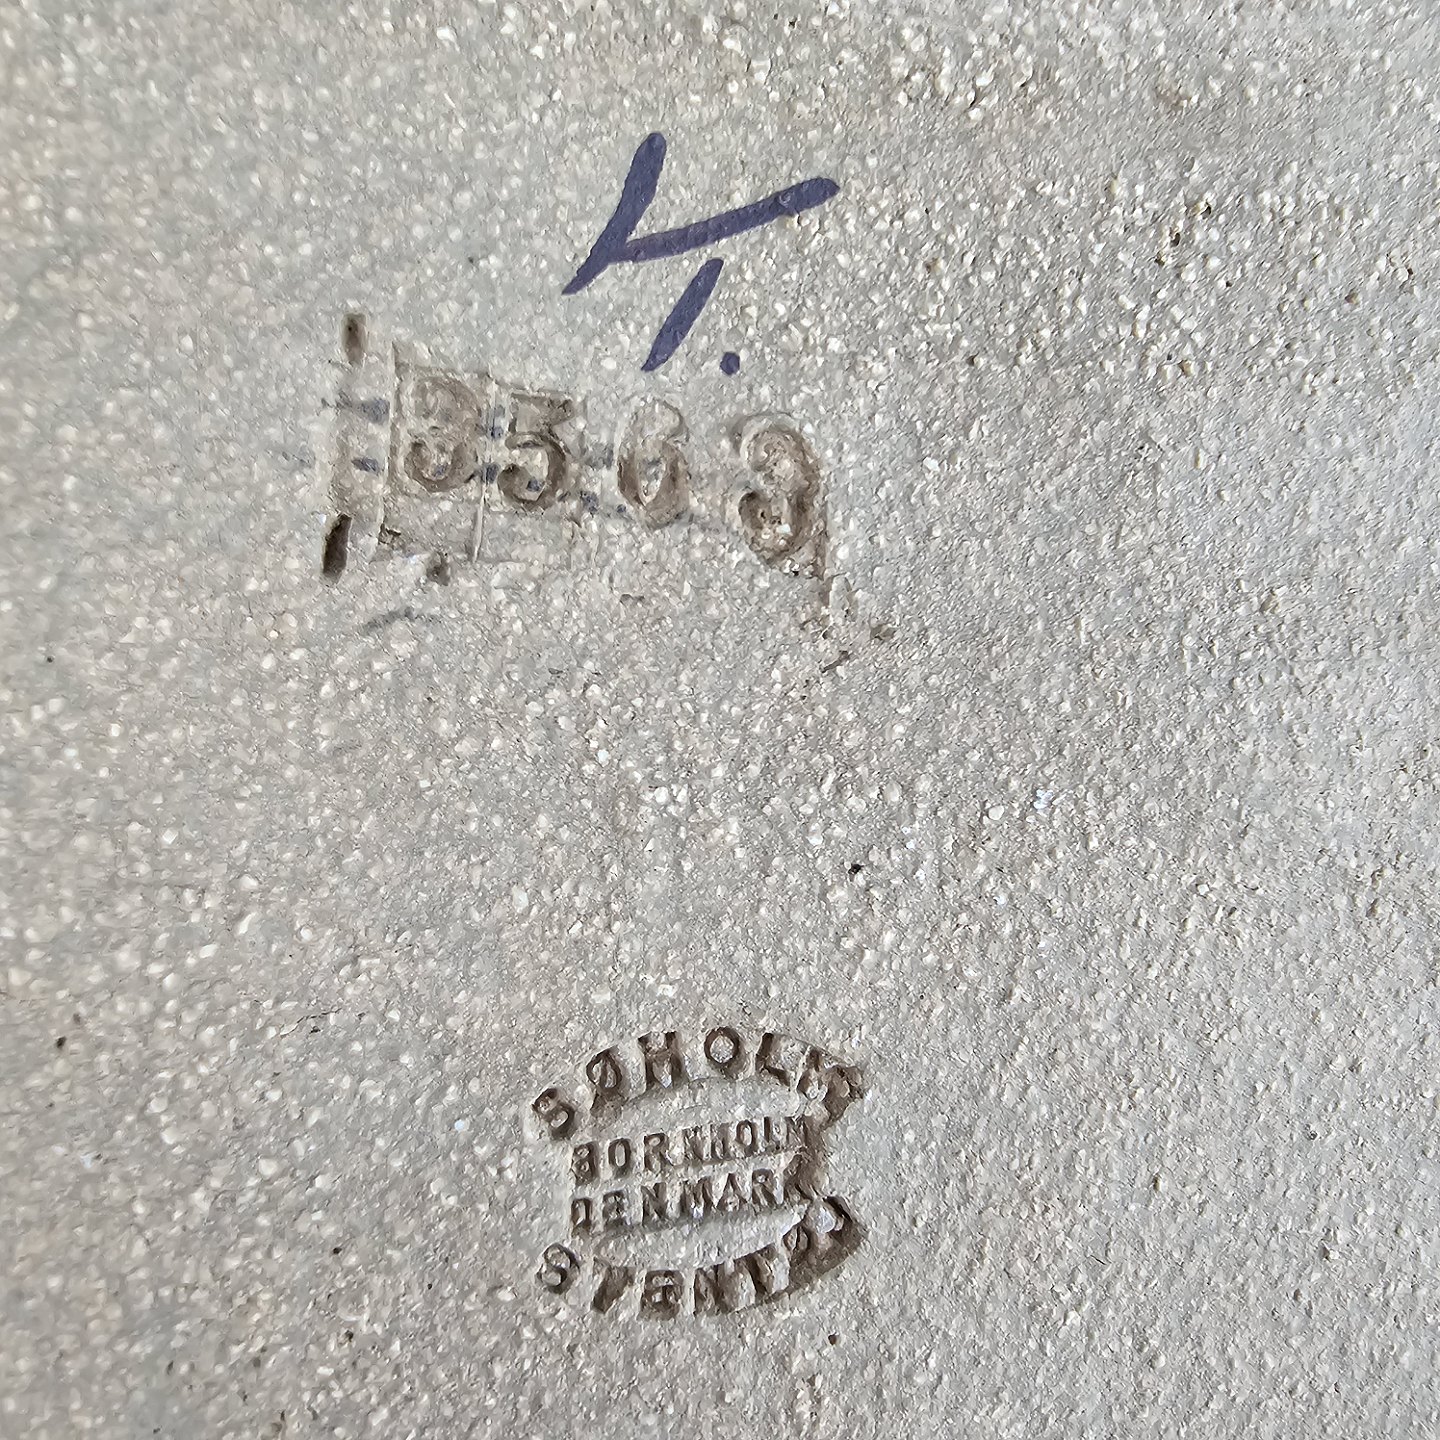 3563
SØHOLM
BORNHOLM
DENMARK
STENTØJ